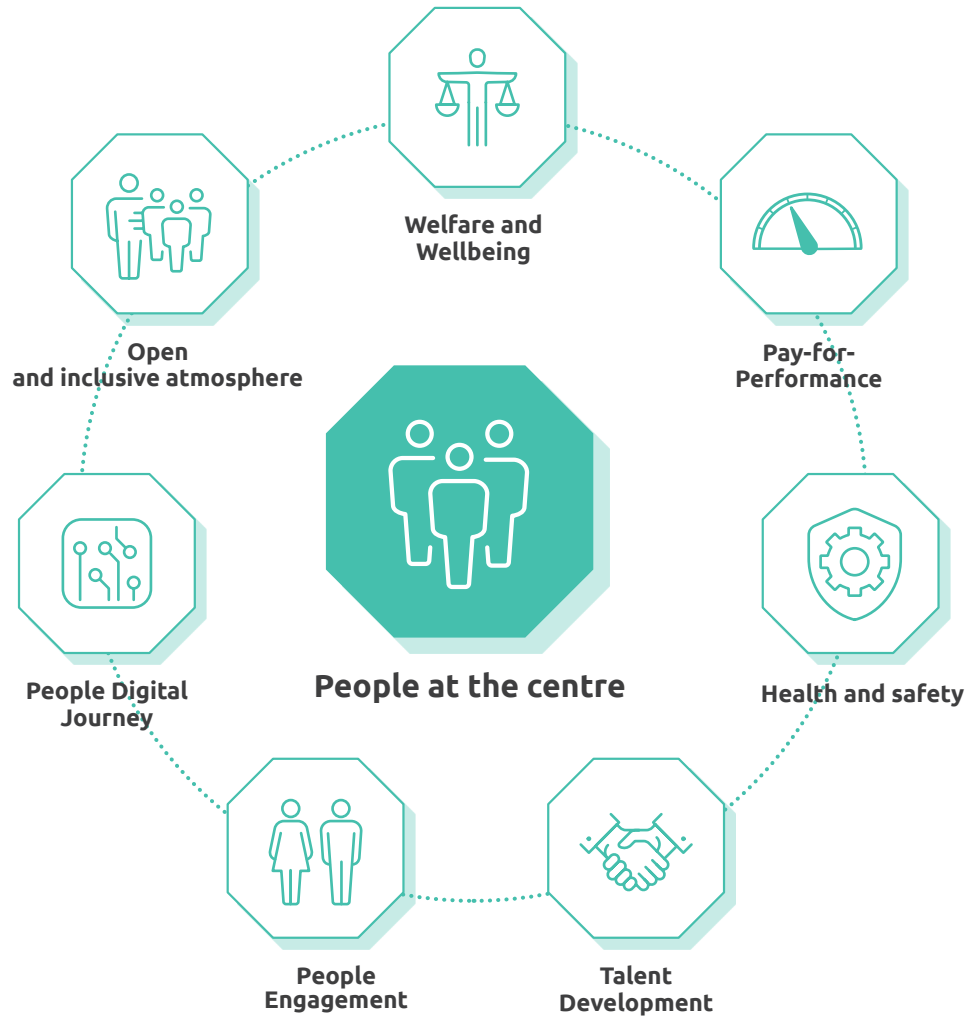 Welfare and
Wellbeing
Open
and inclusive atmosphere
Pay-for-
Performance
People at the centre
People Digital
Journey
Health and safety
People
Engagement
Talent
Development